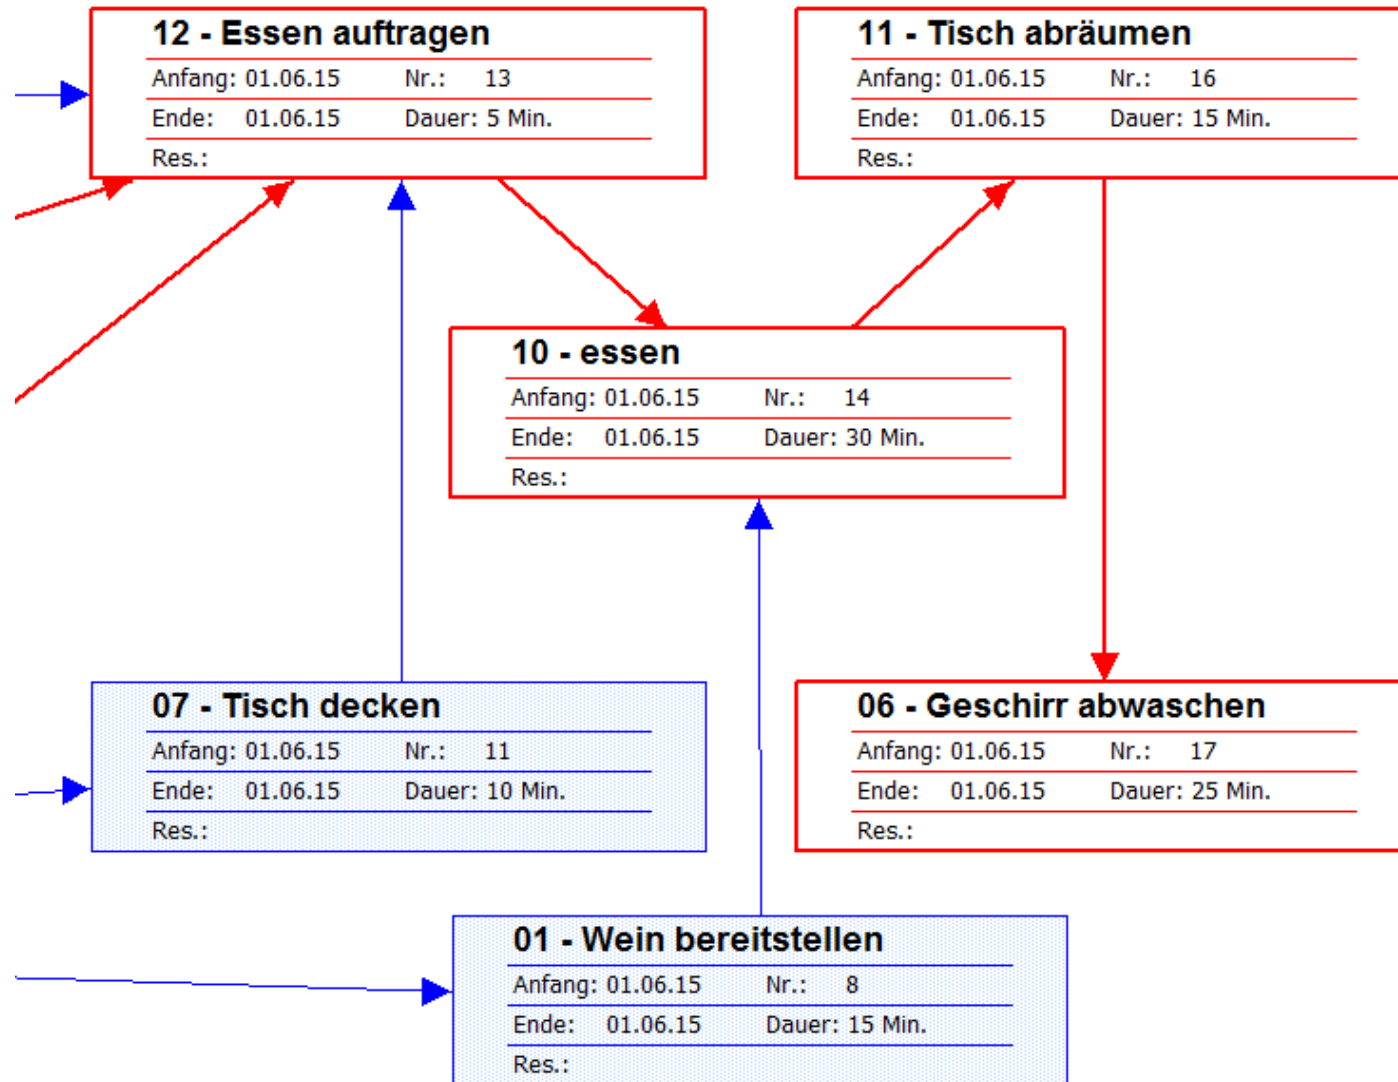 12 - Essen auftragen
Anfang: 01.06.15 Nr.: 13
Ende: 01.06.15 Dauer: 5 Min.
Res.:
11 - Tisch abräumen
Anfang: 01.06.15 Nr.: 16
Ende: 01.06.15 Dauer: 15 Min.
Res.:
10 - essen
Anfang: 01.06.15 Nr.: 14
Ende: 01.06.15 Dauer: 30 Min.
Res.:
07 - Tisch decken
Anfang: 01.06.15 Nr.: 11
Ende: 01.06.15 Dauer: 10 Min.
Res.:
06 - Geschirr abwaschen
Anfang: 01.06.15 Nr.: 17
Ende: 01.06.15 Dauer: 25 Min.
Res.:
01 - Wein bereitstellen
Anfang: 01.06.15 Nr.: 8
Ende: 01.06.15 Dauer: 15 Min.
Res.: